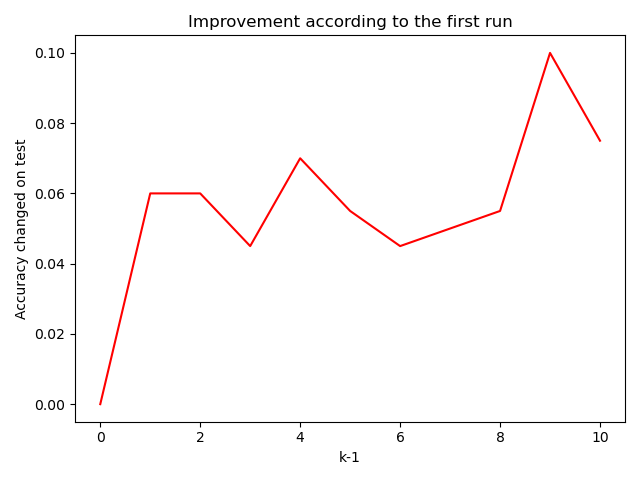 Improvement according to the first run
0.10
0.08
0.06
0.04
0.02
0.00
Accuracy changed on test
0 2 4 6 8 10
k-1